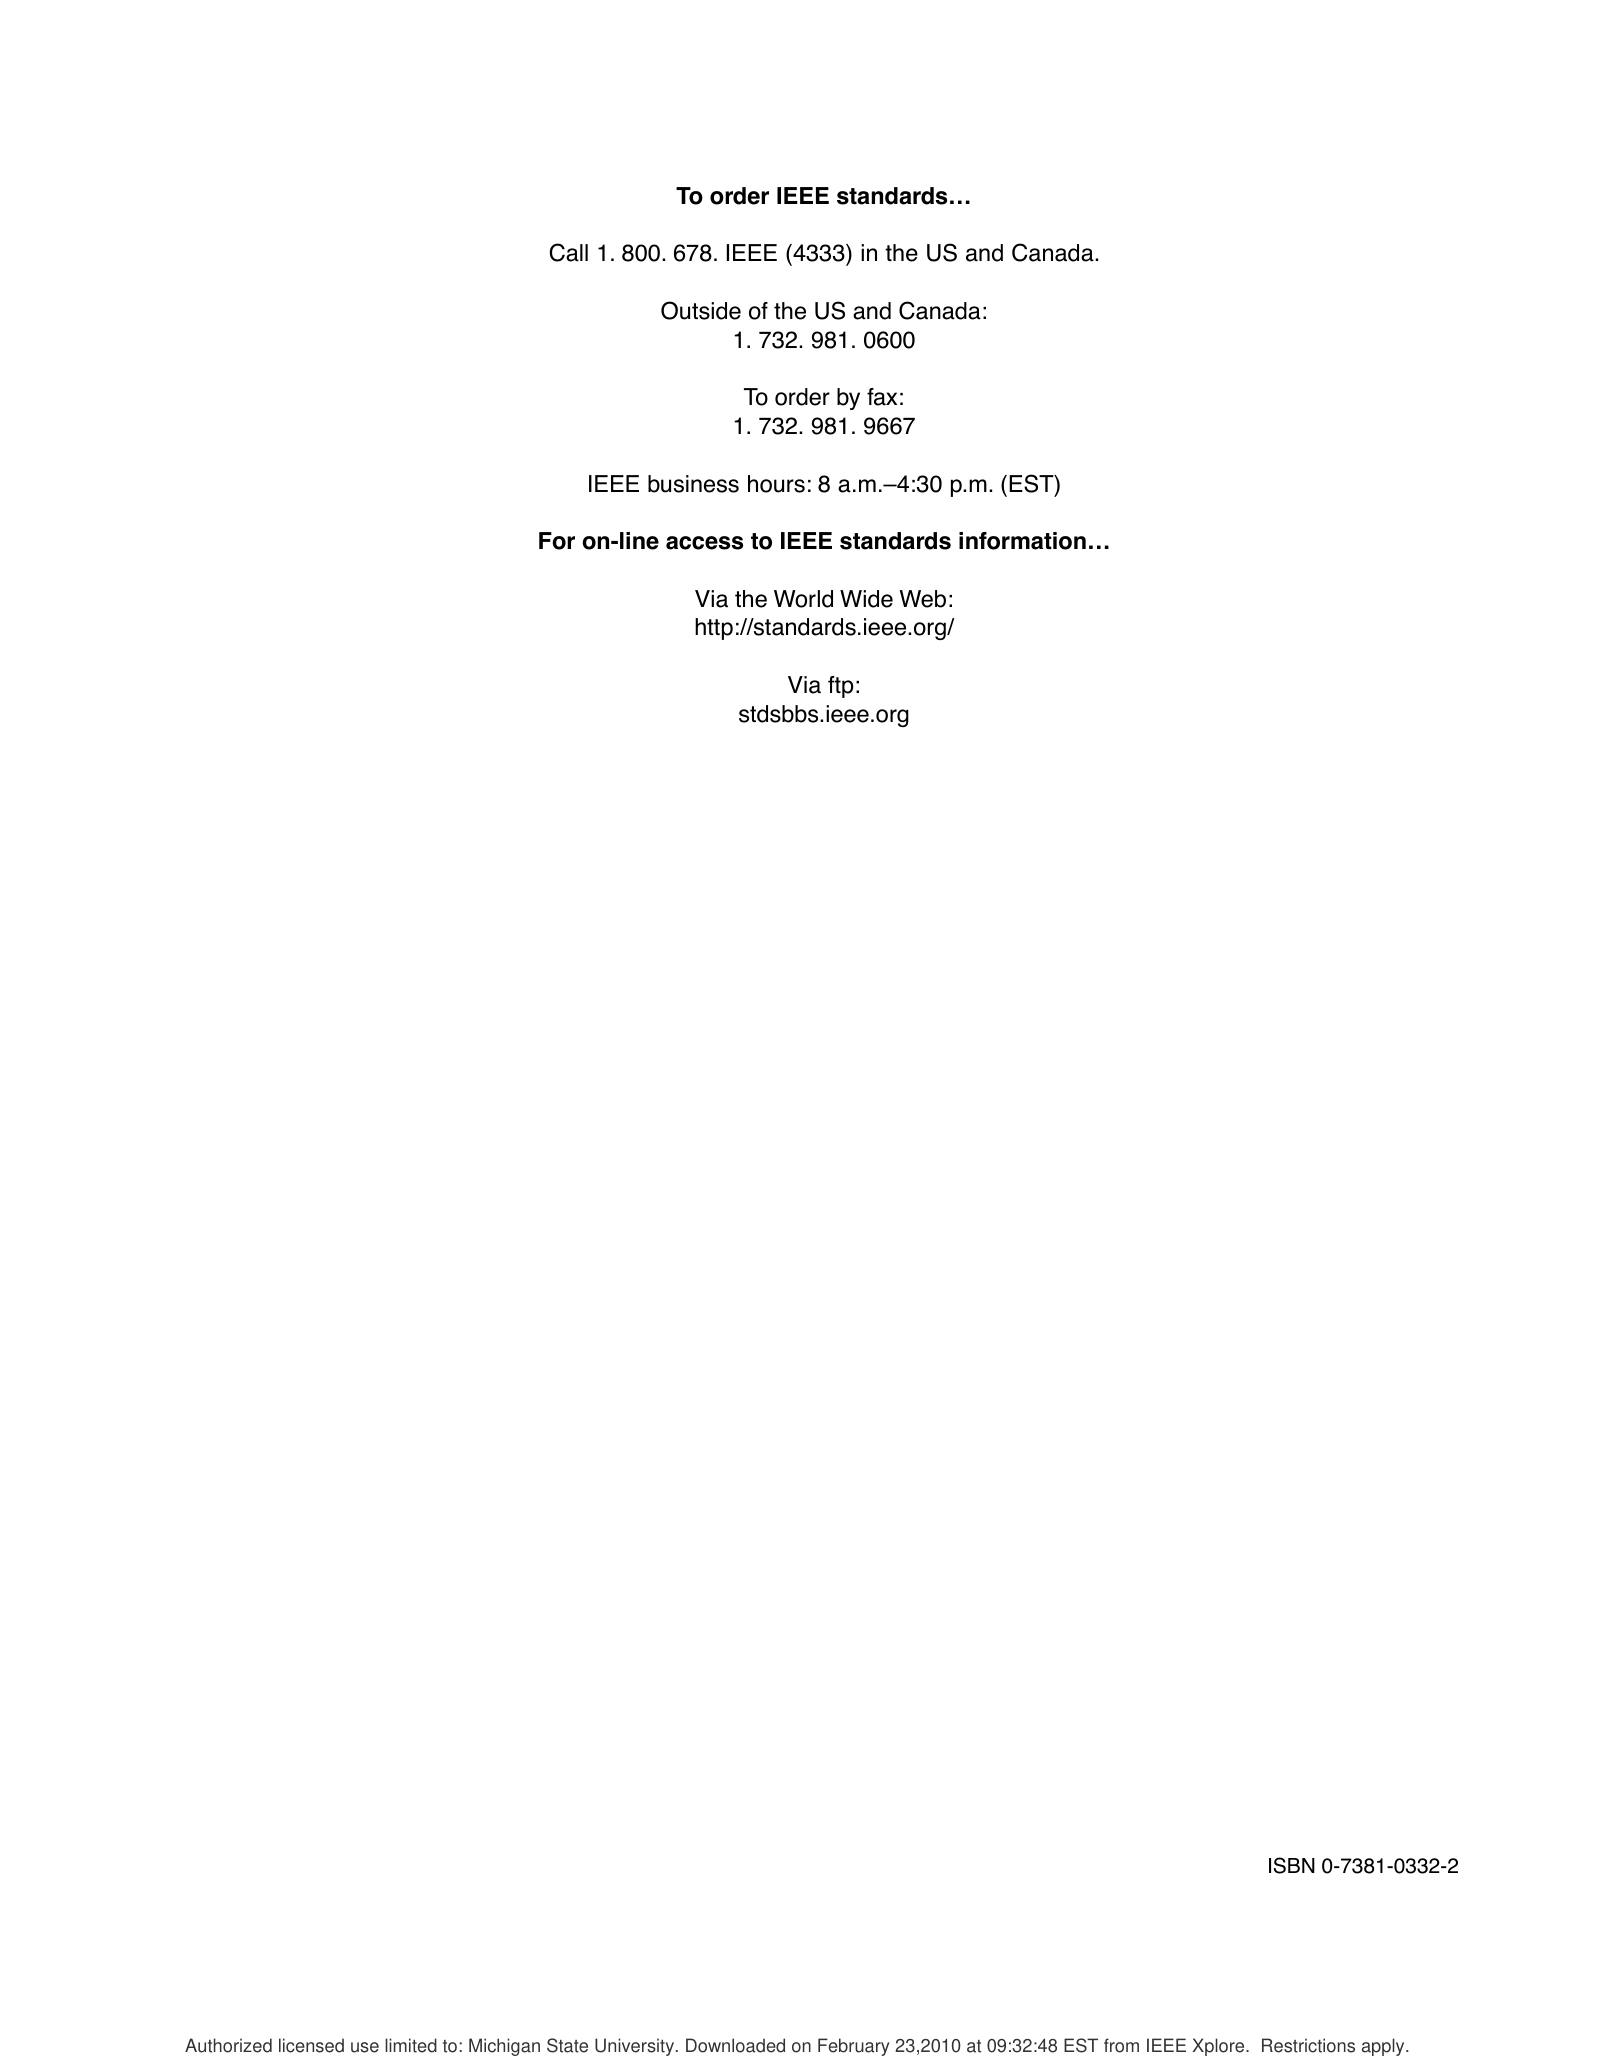 To order IEEE standards…
Call 1. 800. 678. IEEE (4333) in the US and Canada.
Outside of the US and Canada:
1. 732. 981. 0600
To order by fax:
1. 732. 981. 9667
IEEE business hours: 8 a.m.–4:30 p.m. (EST)
For on-line access to IEEE standards information…
Via the World Wide Web:
http://standards.ieee.org/
Via ftp:
stdsbbs.ieee.org
ISBN 0-7381-0332-2
Authorized licensed use limited to: Michigan State University. Downloaded on February 23,2010 at 09:32:48 EST from IEEE Xplore.  Restrictions apply.